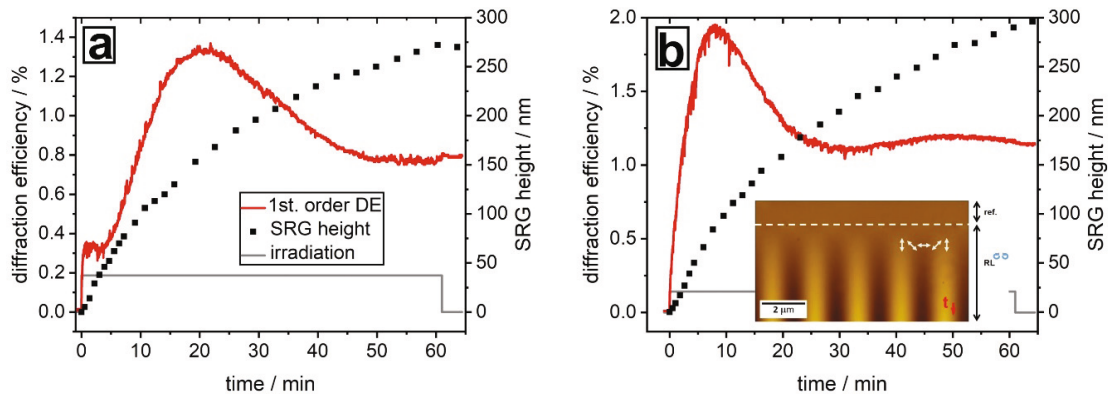 a
diffraction efficiency / %
1.4
1.2
1.0
0.8
0.6
0.4
0.2
0.0
0 10 20 30 40 50 60
time / min
300
250
200
150
100
50
0
SRG height / nm
1st. order DE
SRG height
irradiation
b
diffraction efficiency / %
2.0
1.5
1.0
0.5
0.0
0 10 20 30 40 50 60
time / min
300
250
200
150
100
50
0
SRG height / nm
ref.
RL
2 µm
t